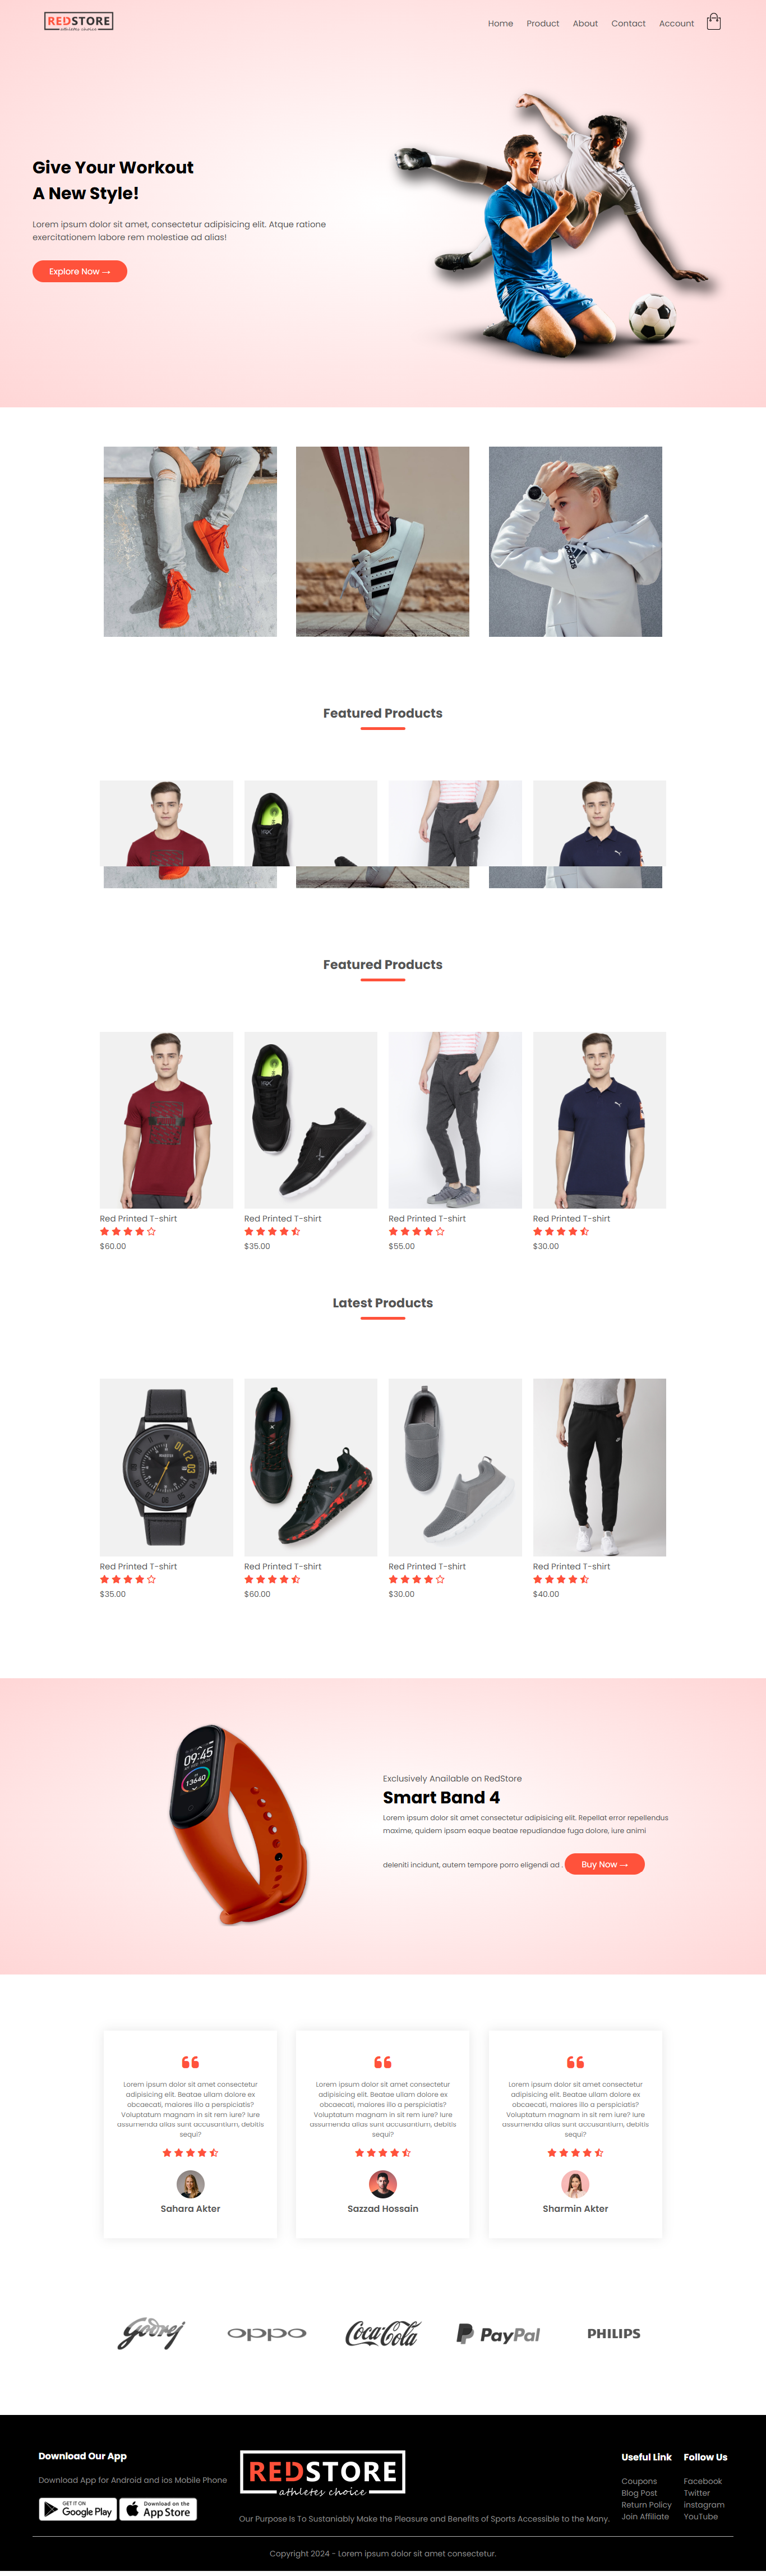 REDSTORE
athletes choice
Home Product About Contact Account
Give Your Workout
A New Style!
Lorem ipsum dolor sit amet, consectetur adipisicing elit. Atque ratione
exercitationem labore rem molestiae ad alias!
Explore Now →
Featured Products
Featured Products
Red Printed T-shirt Red Printed T-shirt Red Printed T-shirt Red Printed T-shirt
$60.00 $35.00 $55.00 $30.00
Latest Products
Red Printed T-shirt Red Printed T-shirt Red Printed T-shirt Red Printed T-shirt
$35.00 $60.00 $30.00 $40.00
09:45
13640
Exclusively Anailable on RedStore
Smart Band 4
Lorem ipsum dolor sit amet consectetur adipisicing elit. Repellat error repellendus
maxime, quidem ipsam eaque beatae repudiandae fuga dolore, iure animi
deleniti incidunt, autem tempore porro eligendi ad . Buy Now →
Lorem ipsum dolor sit amet consectetur
adipisicing elit. Beatae ullam dolore ex
obcaecati, maiores illo a perspiciatis?
Voluptatum magnam in sit rem iure? Iure
assumenda alias sunt accusantium, debitis
sequi?
Sahara Akter
Lorem ipsum dolor sit amet consectetur
adipisicing elit. Beatae ullam dolore ex
obcaecati, maiores illo a perspiciatis?
Voluptatum magnam in sit rem iure? Iure
assumenda alias sunt accusantium, debitis
sequi?
Sazzad Hossain
Lorem ipsum dolor sit amet consectetur
adipisicing elit. Beatae ullam dolore ex
obcaecati, maiores illo a perspiciatis?
Voluptatum magnam in sit rem iure? Iure
assumenda alias sunt accusantium, debitis
sequi?
Sharmin Akter
Godrej oppo Coca-Cola PayPal PHILIPS
Download Our App
Download App for Android and ios Mobile Phone
GET IT ON
Google Play
Download on the
App Store
REDSTORE
athletes choice
Our Purpose Is To Sustaniably Make the Pleasure and Benefits of Sports Accessible to the Many.
Useful Link
Coupons
Blog Post
Return Policy
Join Affiliate
Follow Us
Facebook
Twitter
instagram
YouTube
Copyright 2024 - Lorem ipsum dolor sit amet consectetur.